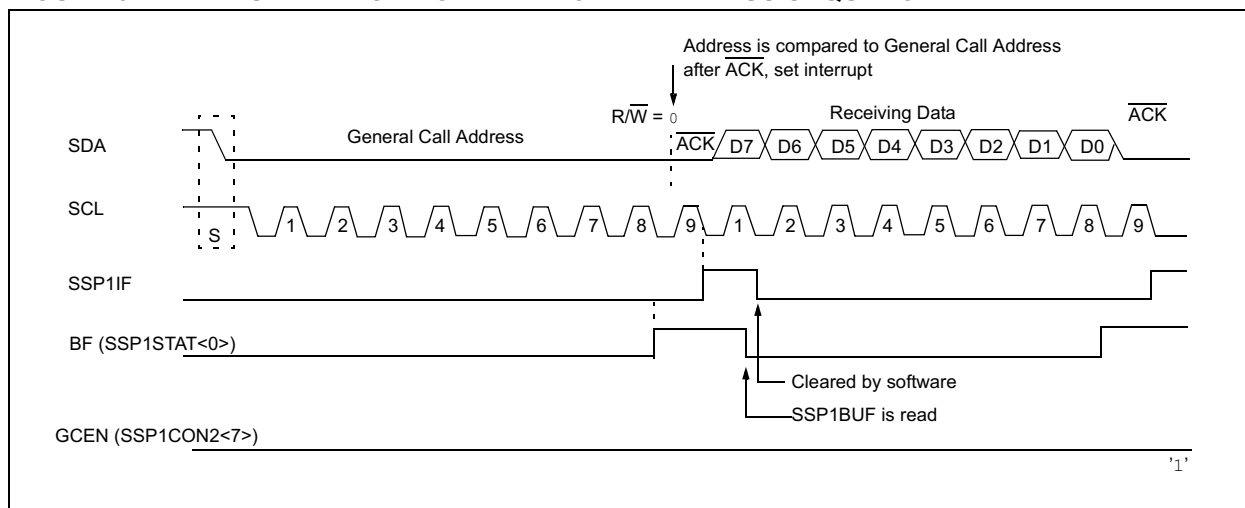 Address is compared to General Call Address
after ACK, set interrupt
R/W = 0
Receiving Data
ACK
General Call Address
SDA
ACK D7 D6 D5 D4 D3 D2 D1 D0
SCL
S
1 2 3 4 5 6 7 8 9 1 2 3 4 5 6 7 8 9
SSP1IF
BF (SSP1STAT<0>)
Cleared by software
SSP1BUF is read
GCEN (SSP1CON2<7>)
'1'